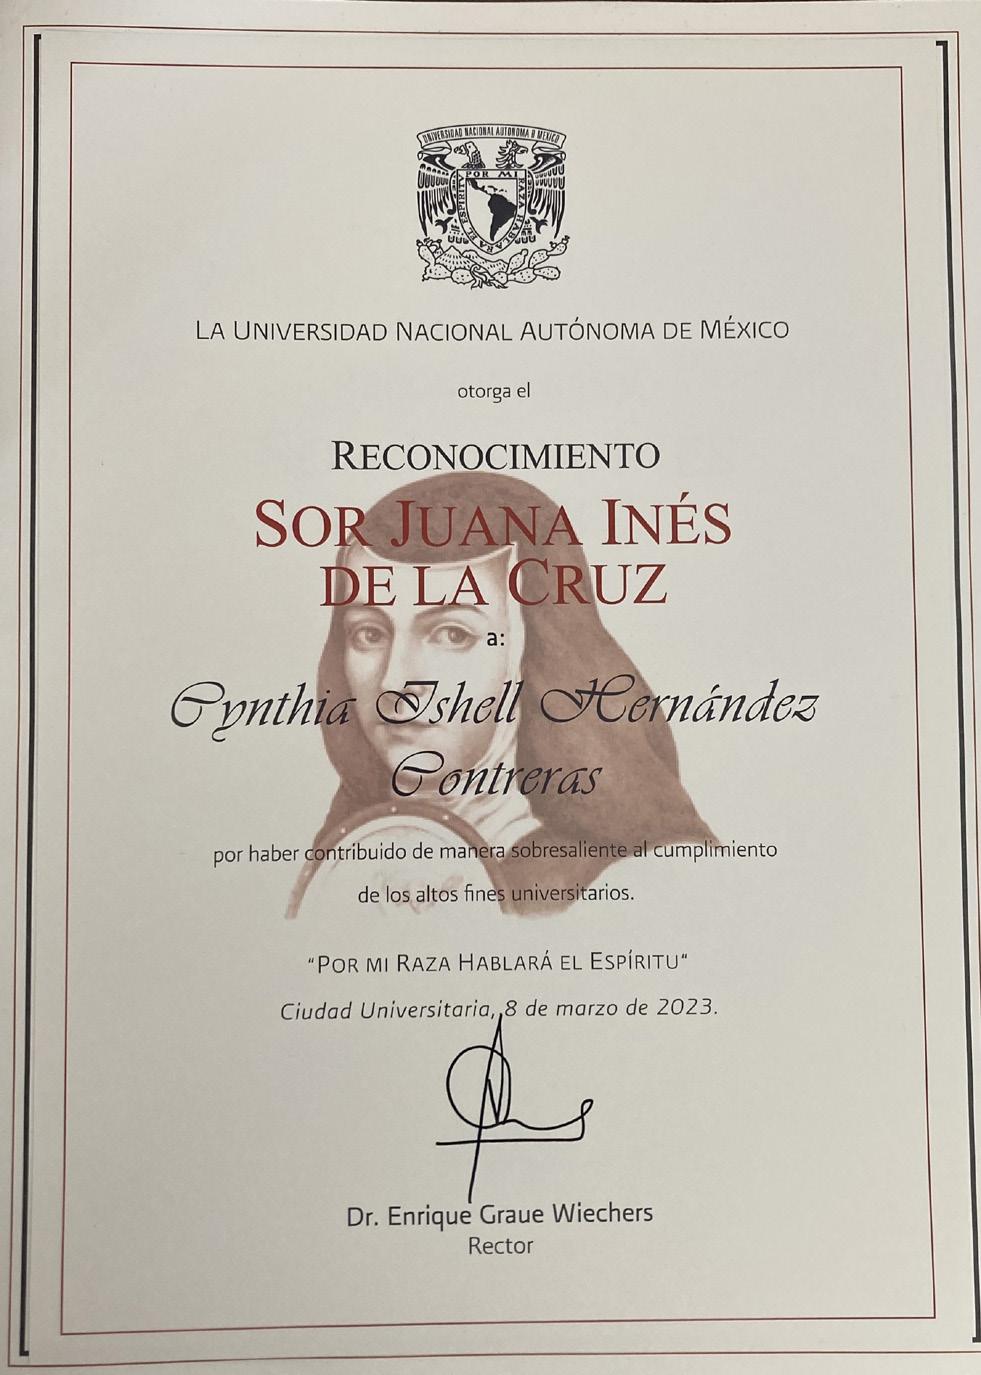 UNIVERSIDAD NACIONAL AUTONOMA D MEXICO
POR MI RAZA HABLARA EL ESPIRITU
LA UNIVERSIDAD NACIONAL AUTÓNOMA DE MÉXICO
otorga el
RECONOCIMIENTO
SOR JUANA INÉS
DE LA CRUZ
a:
Cynthia Ishell Hernández
Contreras
por haber contribuido de manera sobresaliente al cumplimiento
de los altos fines universitarios.
"POR MI RAZA HABLARÁ EL ESPÍRITU"
Ciudad Universitaria, 8 de marzo de 2023.
Dr. Enrique Graue Wiechers
Rector